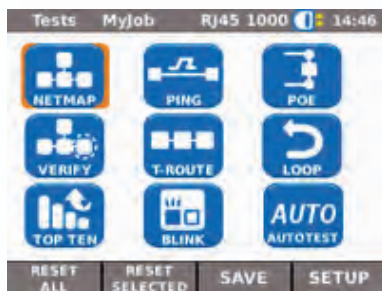 Tests MyJob RJ45 1000 14:46
NETMAP PING POE
VERIFY T-ROUTE LOOP
AUTO
TOP TEN BLINK AUTOTEST
RESET ALL RESET SELECTED SAVE SETUP